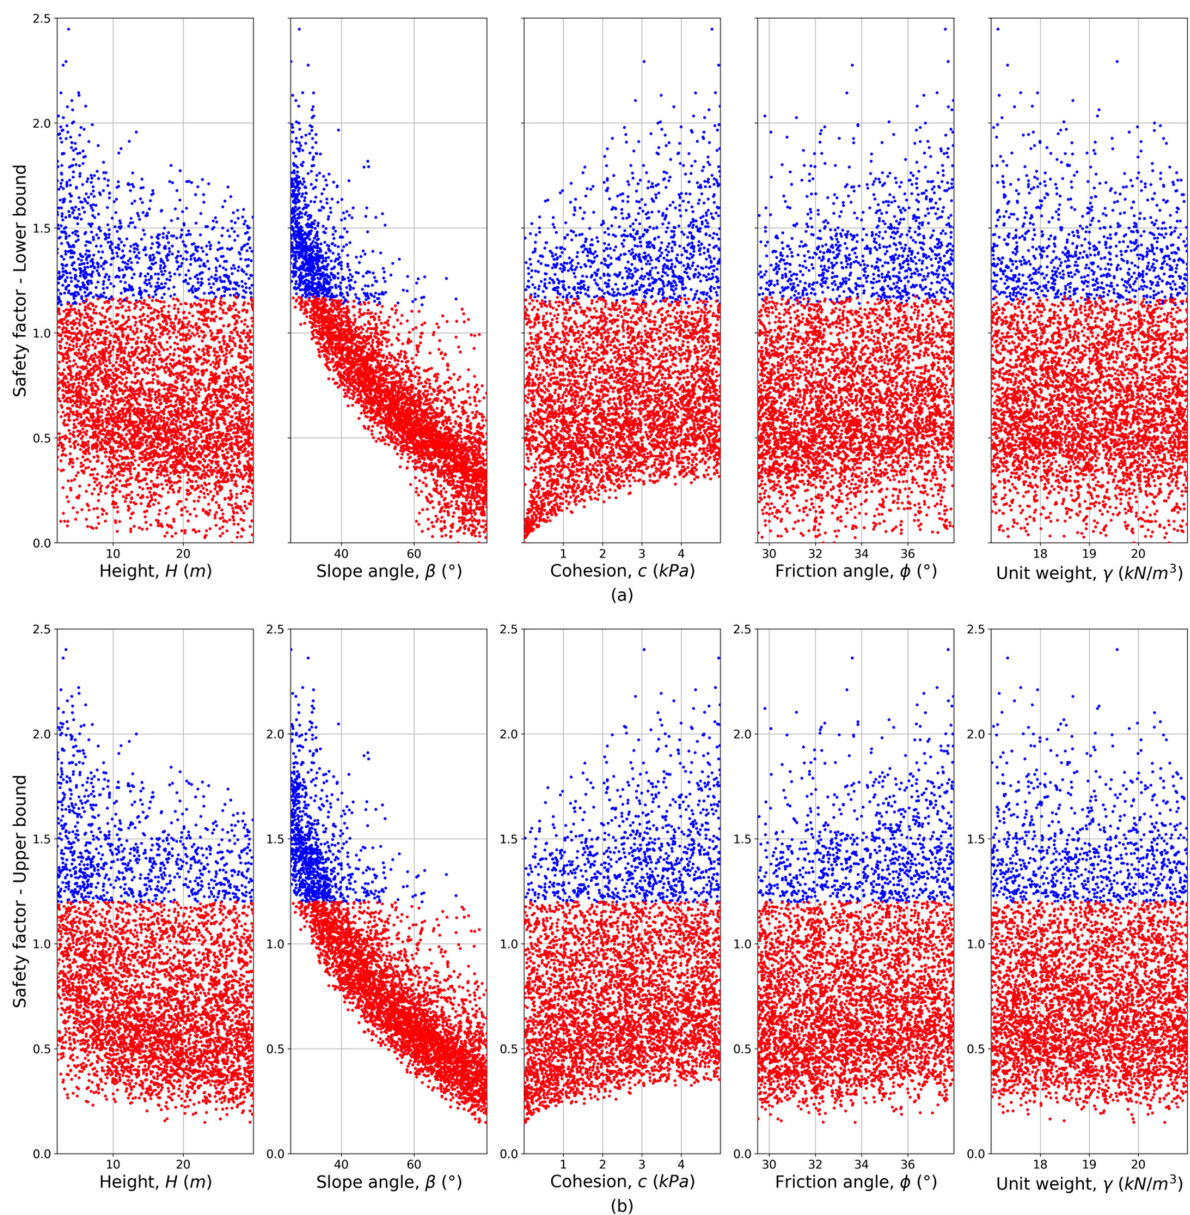 2.5
2.0
1.5
1.0
0.5
0.0
Safety factor - Lower bound
10 20
Height, H (m)
40 60
Slope angle, β (°)
1 2 3 4
Cohesion, c (kPa)
30 32 34 36
Friction angle, ϕ (°)
18 19 20
Unit weight, γ (kN/m³)
(a)
2.5
2.0
1.5
1.0
0.5
0.0
Safety factor - Upper bound
10 20
Height, H (m)
2.5
2.0
1.5
1.0
0.5
0.0
40 60
Slope angle, β (°)
2.5
2.0
1.5
1.0
0.5
0.0
1 2 3 4
Cohesion, c (kPa)
2.5
2.0
1.5
1.0
0.5
0.0
30 32 34 36
Friction angle, ϕ (°)
2.5
2.0
1.5
1.0
0.5
0.0
18 19 20
Unit weight, γ (kN/m³)
(b)